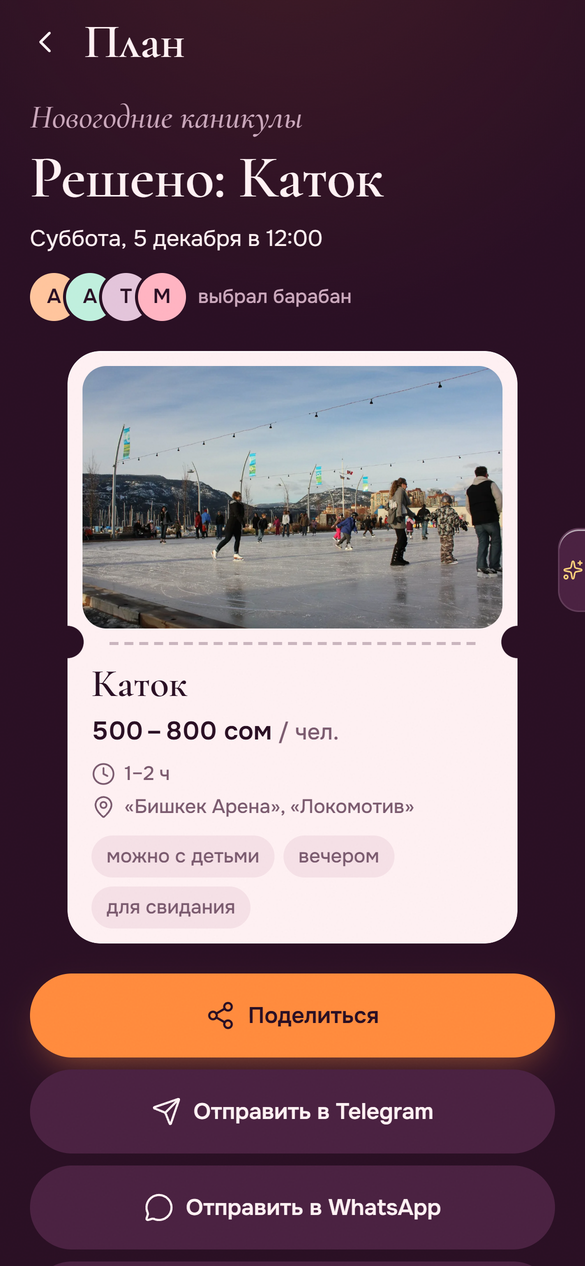 План
Новогодние каникулы
Решено: Каток
Суббота, 5 декабря в 12:00
А А Т М выбрал барабан
Каток
500 – 800 сом / чел.
1–2 ч
«Бишкек Арена», «Локомотив»
можно с детьми вечером
для свидания
Поделиться
Отправить в Telegram
Отправить в WhatsApp